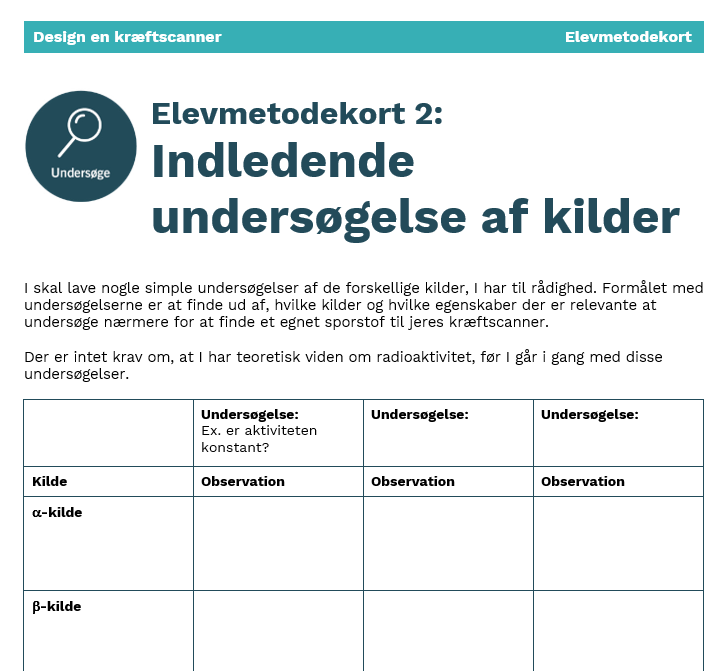 Design en kræftscanner
Elevmetodekort
Undersøge
Elevmetodekort 2:
Indledende
undersøgelse af kilder
I skal lave nogle simple undersøgelser af de forskellige kilder, I har til rådighed. Formålet med
undersøgelserne er at finde ud af, hvilke kilder og hvilke egenskaber der er relevante at
undersøge nærmere for at finde et egnet sporstof til jeres kræftscanner.
Der er intet krav om, at I har teoretisk viden om radioaktivitet, før I går i gang med disse
undersøgelser.
Undersøgelse:
Ex. er aktiviteten
konstant?
Undersøgelse:
Undersøgelse:
Kilde
Observation
Observation
Observation
α-kilde
β-kilde